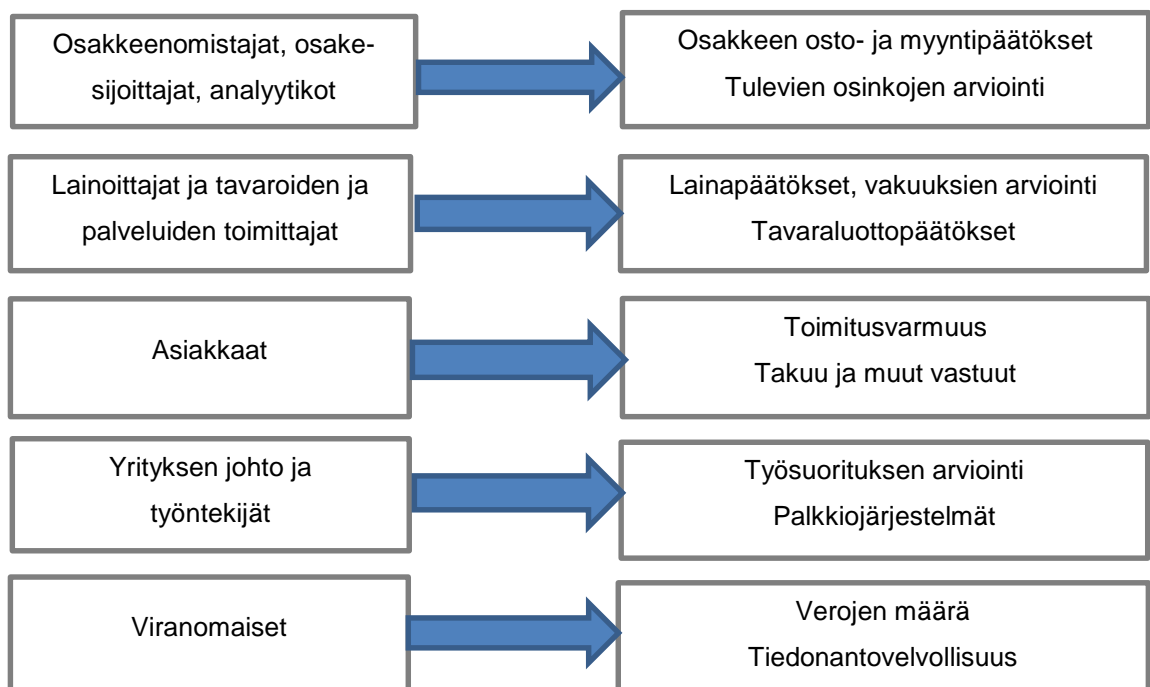 Osakkeenomistajat, osake-
sijoittajat, analyytikot
Osakkeen osto- ja myyntipäätökset
Tulevien osinkojen arviointi
Lainoittajat ja tavaroiden ja
palveluiden toimittajat
Lainapäätökset, vakuuksien arviointi
Tavaraluottopäätökset
Asiakkaat
Toimitusvarmuus
Takuu ja muut vastuut
Yrityksen johto ja
työntekijät
Työsuorituksen arviointi
Palkkiojärjestelmät
Viranomaiset
Verojen määrä
Tiedonantovelvollisuus